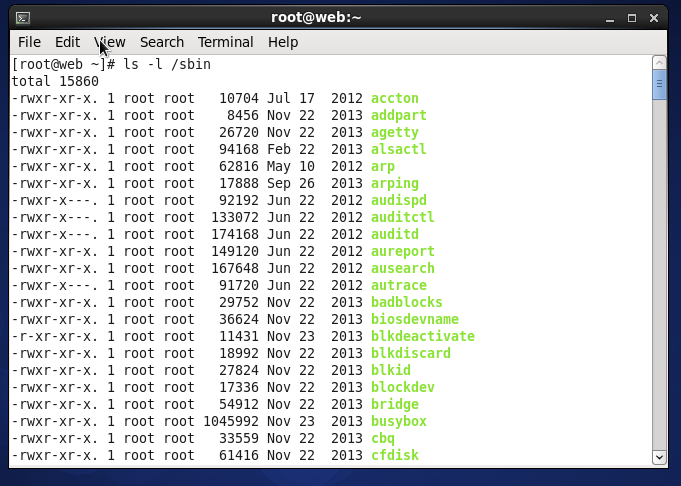 root@web:~
File Edit View Search Terminal Help
[root@web ~]# ls -l /sbin
total 15860
-rwxr-xr-x. 1 root root   10704 Jul 17  2012 accton
-rwxr-xr-x. 1 root root    8456 Nov 22  2013 addpart
-rwxr-xr-x. 1 root root   26720 Nov 22  2013 agetty
-rwxr-xr-x. 1 root root   94168 Feb 22  2013 alsactl
-rwxr-xr-x. 1 root root   62816 May 10  2012 arp
-rwxr-xr-x. 1 root root   17888 Sep 26  2013 arping
-rwxr-x---. 1 root root   92192 Jun 22  2012 audispd
-rwxr-x---. 1 root root  133072 Jun 22  2012 auditctl
-rwxr-x---. 1 root root  174168 Jun 22  2012 auditd
-rwxr-xr-x. 1 root root  149120 Jun 22  2012 aureport
-rwxr-xr-x. 1 root root  167648 Jun 22  2012 ausearch
-rwxr-x---. 1 root root   91720 Jun 22  2012 autrace
-rwxr-xr-x. 1 root root   29752 Nov 22  2013 badblocks
-rwxr-xr-x. 1 root root   36624 Nov 22  2013 biosdevname
-r-xr-xr-x. 1 root root   11431 Nov 23  2013 blkdeactivate
-rwxr-xr-x. 1 root root   18992 Nov 22  2013 blkdiscard
-rwxr-xr-x. 1 root root   27824 Nov 22  2013 blkid
-rwxr-xr-x. 1 root root   17336 Nov 22  2013 blockdev
-rwxr-xr-x. 1 root root   54912 Nov 22  2013 bridge
-rwxr-xr-x. 1 root root 1045992 Nov 23  2013 busybox
-rwxr-xr-x. 1 root root   33559 Nov 22  2013 cbq
-rwxr-xr-x. 1 root root   61416 Nov 22  2013 cfdisk